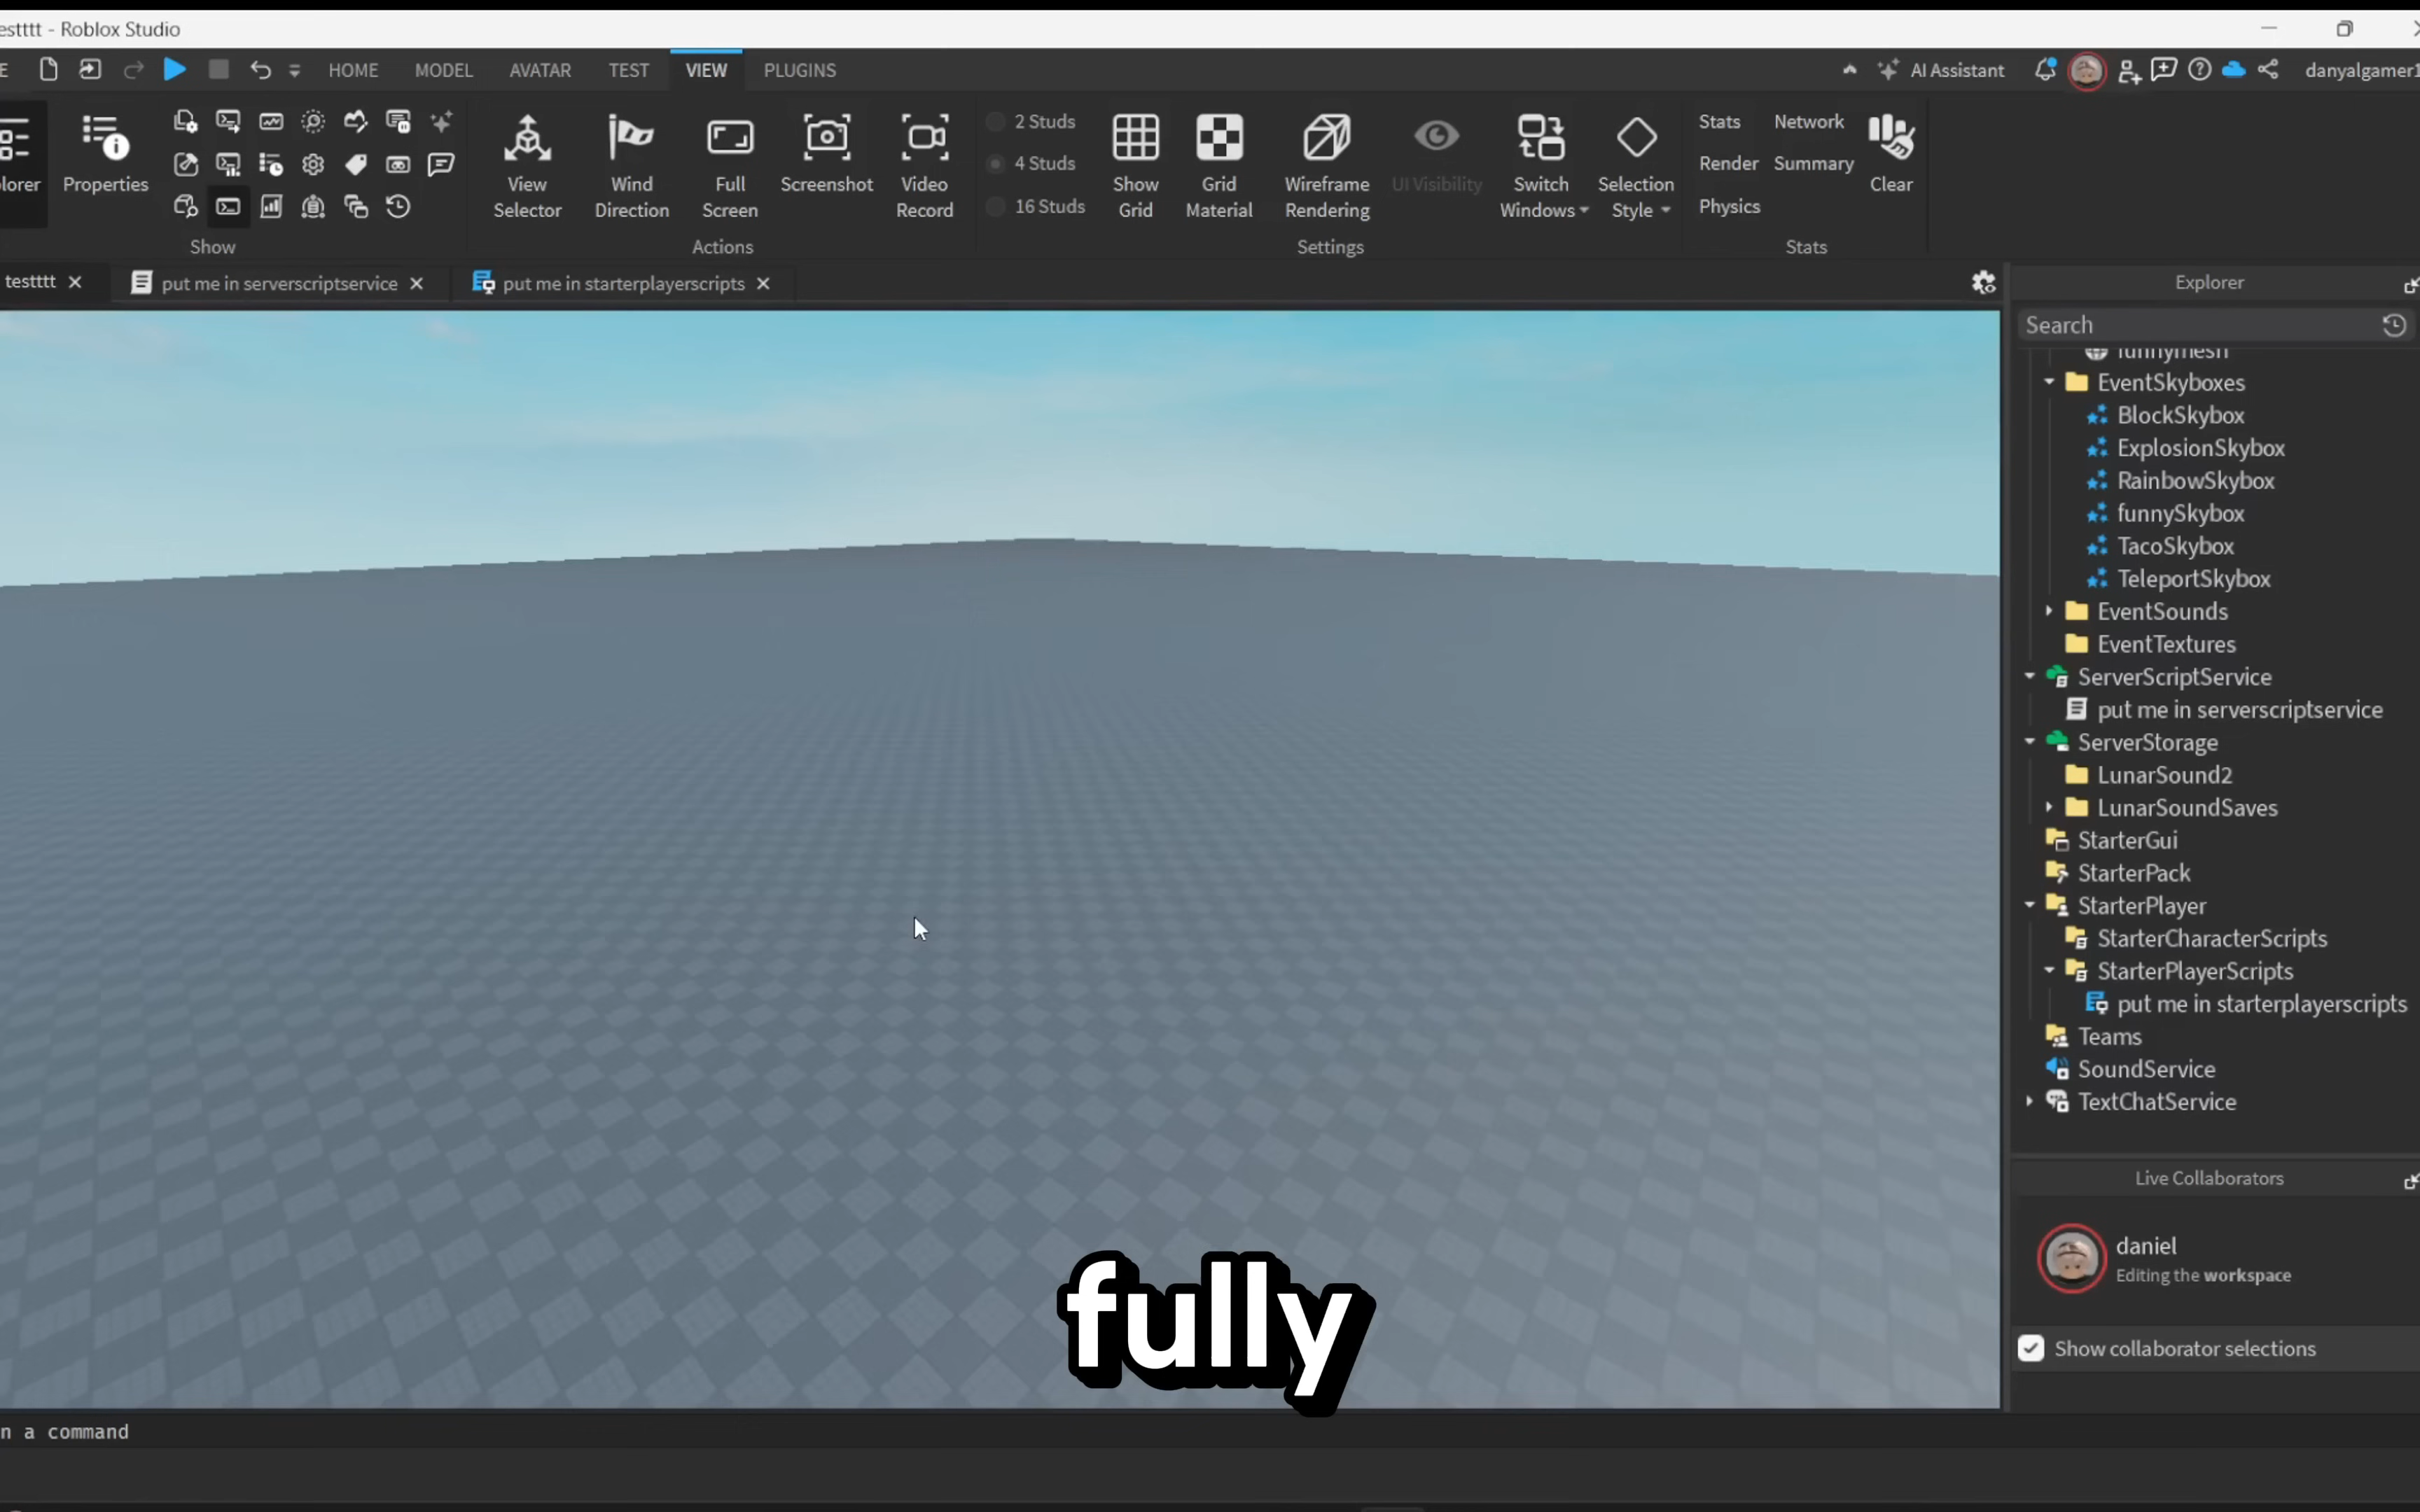 esttt - Roblox Studio
E HOME MODEL AVATAR TEST VIEW PLUGINS AI Assistant danyalgamer1
lorer
Properties
View Selector
Wind Direction
Full Screen
Screenshot
Video Record
2 Studs
4 Studs
16 Studs
Show Grid
Grid Material
Wireframe Rendering
UI Visibility
Switch Windows
Selection Style
Stats Network
Render Summary
Physics
Clear
Show Actions Settings Stats
testttt put me in serverscriptservice put me in starterplayerscripts
Explorer
Search
funnymesh
EventSkyboxes
BlockSkybox
ExplosionSkybox
RainbowSkybox
funnySkybox
TacoSkybox
TeleportSkybox
EventSounds
EventTextures
ServerScriptService
put me in serverscriptservice
ServerStorage
LunarSound2
LunarSoundSaves
StarterGui
StarterPack
StarterPlayer
StarterCharacterScripts
StarterPlayerScripts
put me in starterplayerscripts
Teams
SoundService
TextChatService
Live Collaborators
daniel
Editing the workspace
Show collaborator selections
fully
n a command